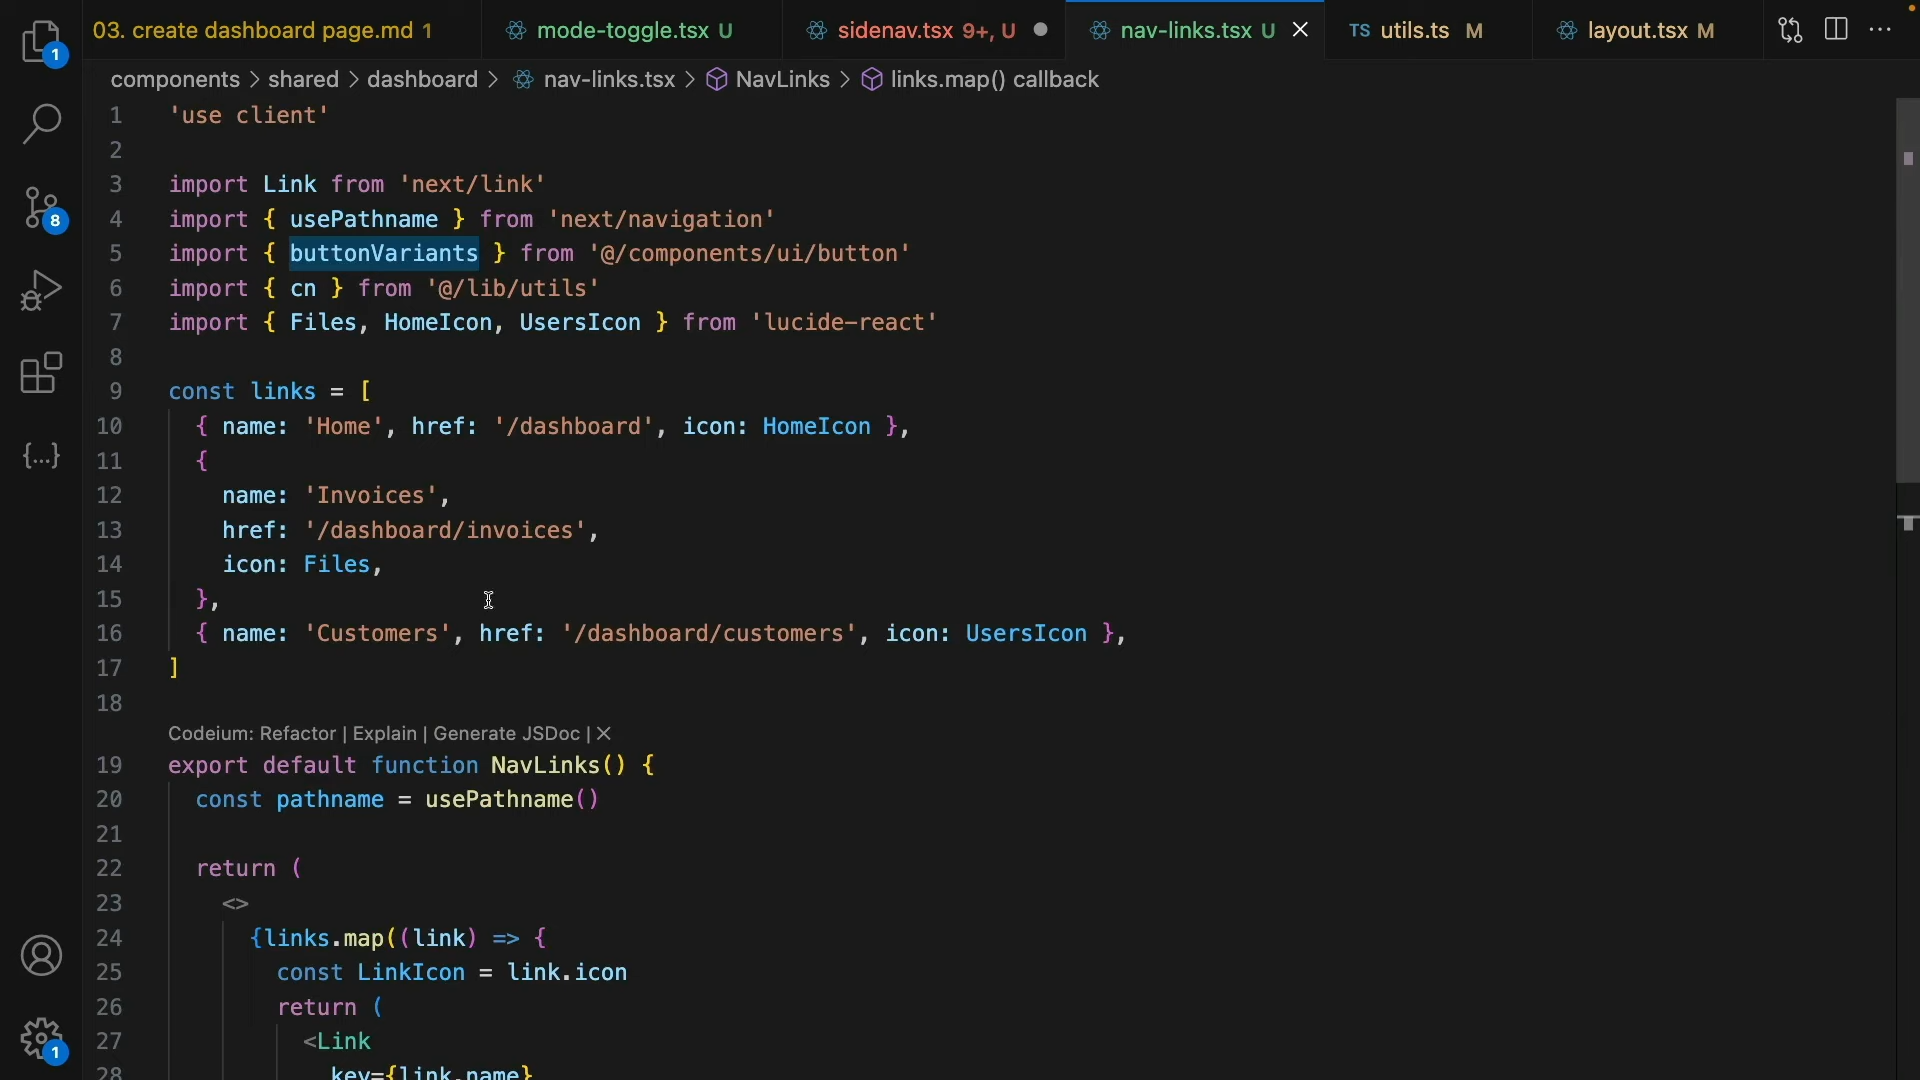 03. create dashboard page.md 1 mode-toggle.tsx U sidenav.tsx 9+, U nav-links.tsx U TS utils.ts M layout.tsx M
components > shared > dashboard > nav-links.tsx > NavLinks > links.map() callback
1 'use client'
2
3 import Link from 'next/link'
4 import { usePathname } from 'next/navigation'
5 import { buttonVariants } from '@/components/ui/button'
6 import { cn } from '@/lib/utils'
7 import { Files, HomeIcon, UsersIcon } from 'lucide-react'
8
9 const links = [
10 { name: 'Home', href: '/dashboard', icon: HomeIcon },
11 {
12 name: 'Invoices',
13 href: '/dashboard/invoices',
14 icon: Files,
15 },
16 { name: 'Customers', href: '/dashboard/customers', icon: UsersIcon },
17 ]
18
Codeium: Refactor | Explain | Generate JSDoc | ×
19 export default function NavLinks() {
20 const pathname = usePathname()
21
22 return (
23 <>
24 {links.map((link) => {
25 const LinkIcon = link.icon
26 return (
27 <Link
28 key={link.name}
1
8
{...}
1